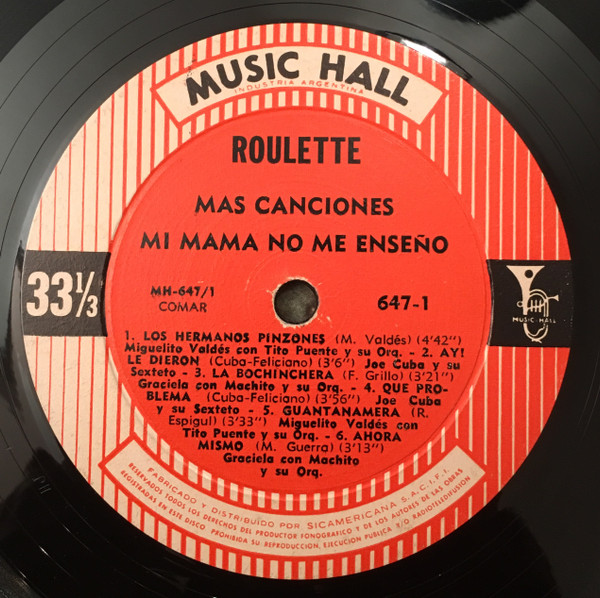 MUSIC HALL
INDUSTRIA ARGENTINA
ROULETTE
MAS CANCIONES
MI MAMA NO ME ENSEÑO
33 1/3
MH-647/1
COMAR
647-1
MUSIC-HALL
1. LOS HERMANOS PINZONES (M. Valdés) (4'42")
Miguelito Valdés con Tito Puente y su Orq. - 2. AY!
LE DIERON (Cuba-Feliciano) (3'6") Joe Cuba y su
Sexteto - 3. LA BOCHINCHERA (F. Grillo) (3'21")
Graciela con Machito y su Orq. - 4. QUE PRO-
BLEMA (Cuba-Feliciano) (3'56") Joe Cuba
y su Sexteto - 5. GUANTANAMERA (R.
Espigul) (3'33") Miguelito Valdés con
Tito Puente y su Orq. - 6. AHORA
MISMO (M. Guerra) (3'13")
Graciela con Machito
y su Orq.
FABRICADO Y DISTRIBUIDO POR SICAMERICANA S.A.C.I.F.I.
RESERVADOS TODOS LOS DERECHOS DEL PRODUCTOR FONOGRAFICO Y DE LOS AUTORES DE LAS OBRAS
REGISTRADAS EN ESTE DISCO PROHIBIDA SU REPRODUCCION, EJECUCION PUBLICA Y/O RADIOTELEDIFUSION